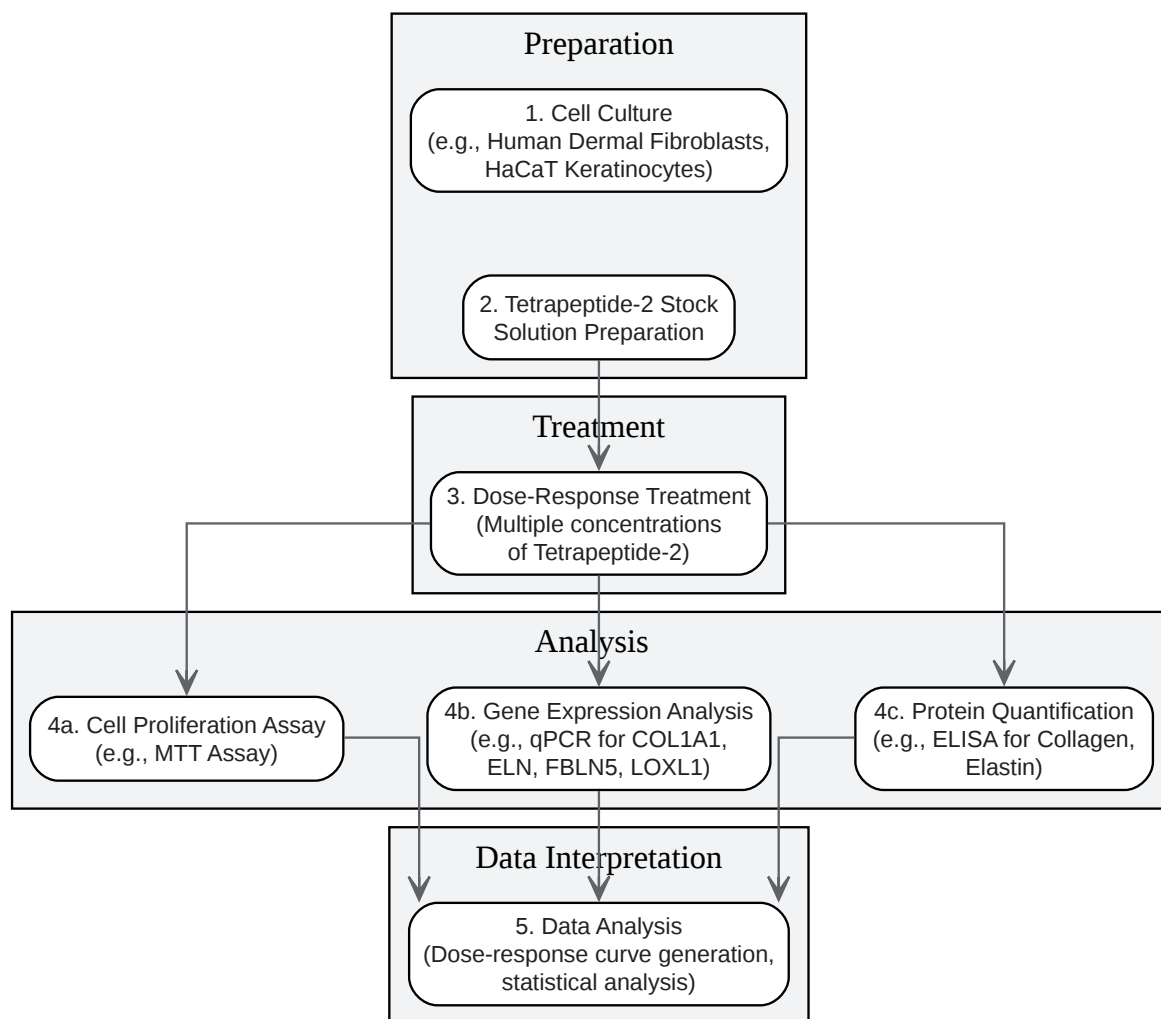 Preparation
1. Cell Culture
(e.g., Human Dermal Fibroblasts,
HaCaT Keratinocytes)
2. Tetrapeptide-2 Stock
Solution Preparation
Treatment
3. Dose-Response Treatment
(Multiple concentrations
of Tetrapeptide-2)
Analysis
4a. Cell Proliferation Assay
(e.g., MTT Assay)
4b. Gene Expression Analysis
(e.g., qPCR for COL1A1,
ELN, FBLN5, LOXL1)
4c. Protein Quantification
(e.g., ELISA for Collagen,
Elastin)
Data Interpretation
5. Data Analysis
(Dose-response curve generation,
statistical analysis)